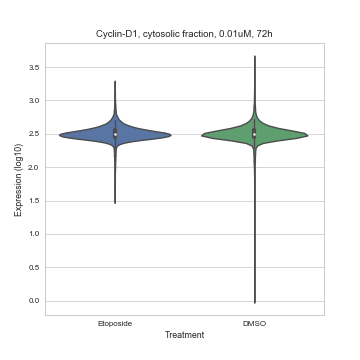 Cyclin-D1, cytosolic fraction, 0.01uM, 72h
Expression (log10)
3.5
3.0
2.5
2.0
1.5
1.0
0.5
0.0
Etoposide DMSO
Treatment